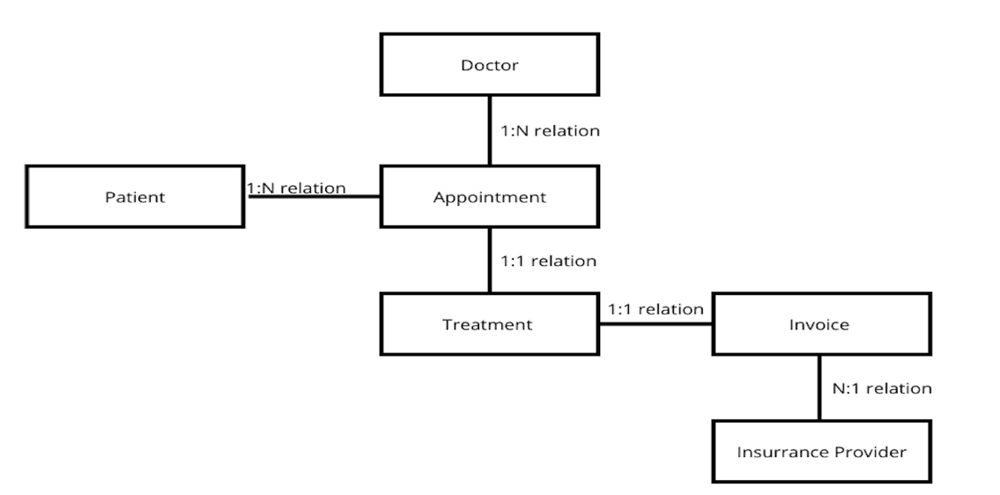 Doctor
1:N relation
Patient
1:N relation
Appointment
1:1 relation
Treatment
1:1 relation
Invoice
N:1 relation
Insurrance Provider